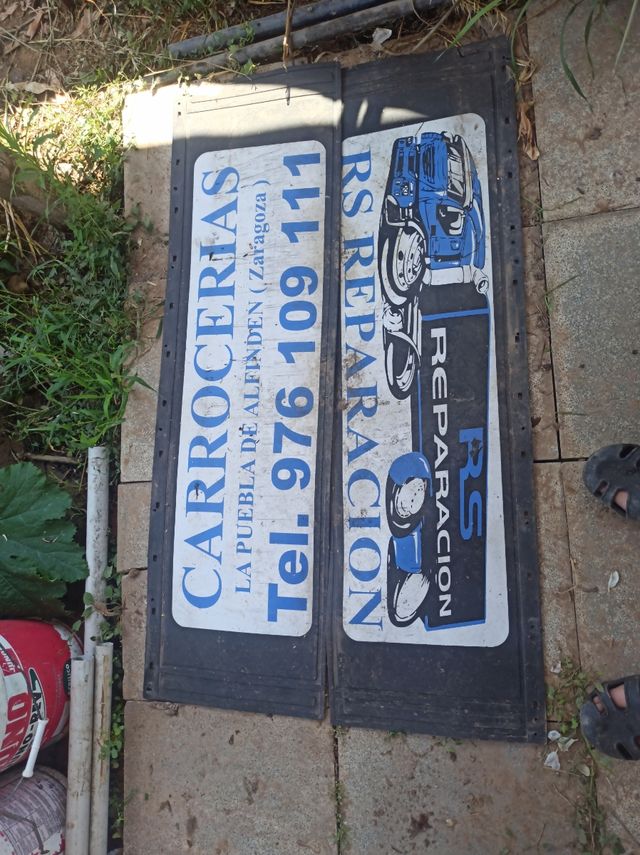 CARROCERIAS
LA PUEBLA DE ALFINDEN ( Zaragoza )
Tel. 976 109 111
RS REPARACION
RS
REPARACION